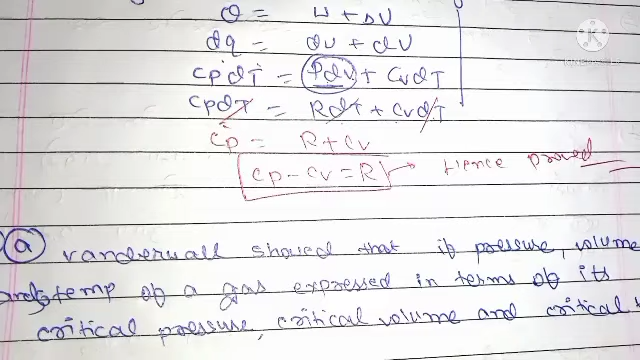 Q = W + ΔU
dq = du + dU
CpdT = Pdv + CvdT
CpdT = RdT + CvdT
Cp = R + Cv
Cp - Cv = R → Hence proved
a vanderwall showed that if pressure, volume
and temp of a gas expressed in terms of its
critical pressure, critical volume and critical